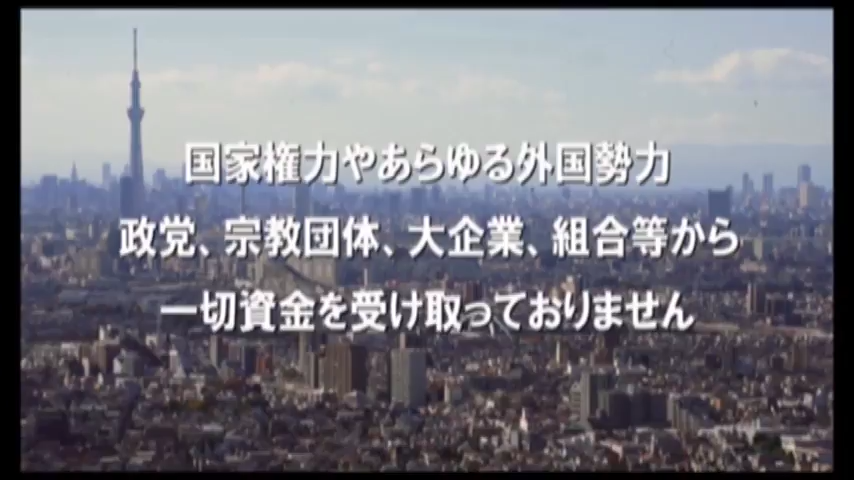 国家権力やあらゆる外国勢力
政党、宗教団体、大企業、組合等から
一切資金を受け取っておりません